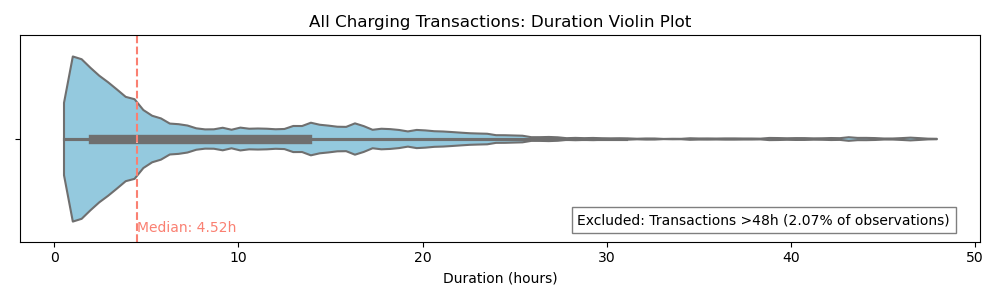 All Charging Transactions: Duration Violin Plot
Median: 4.52h
Excluded: Transactions >48h (2.07% of observations)
0 10 20 30 40 50
Duration (hours)